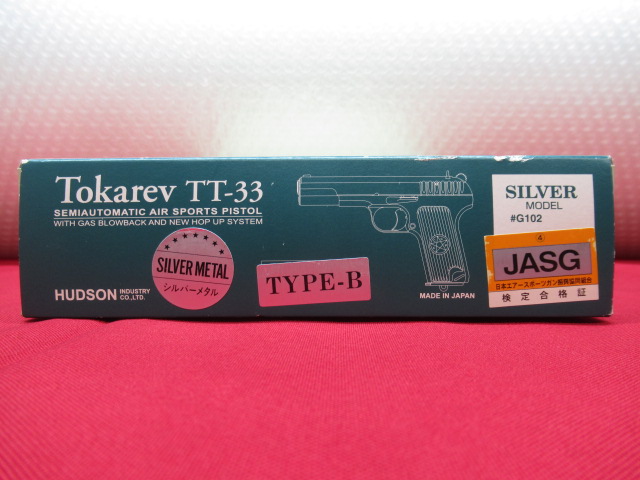 Tokarev TT-33
SEMIAUTOMATIC AIR SPORTS PISTOL
WITH GAS BLOWBACK AND NEW HOP UP SYSTEM
SILVER METAL
シルバーメタル
TYPE-B
HUDSON INDUSTRY CO.,LTD.
MADE IN JAPAN
SILVER
MODEL
#G102
④
JASG
日本エアースポーツガン振興協同組合
検定合格証